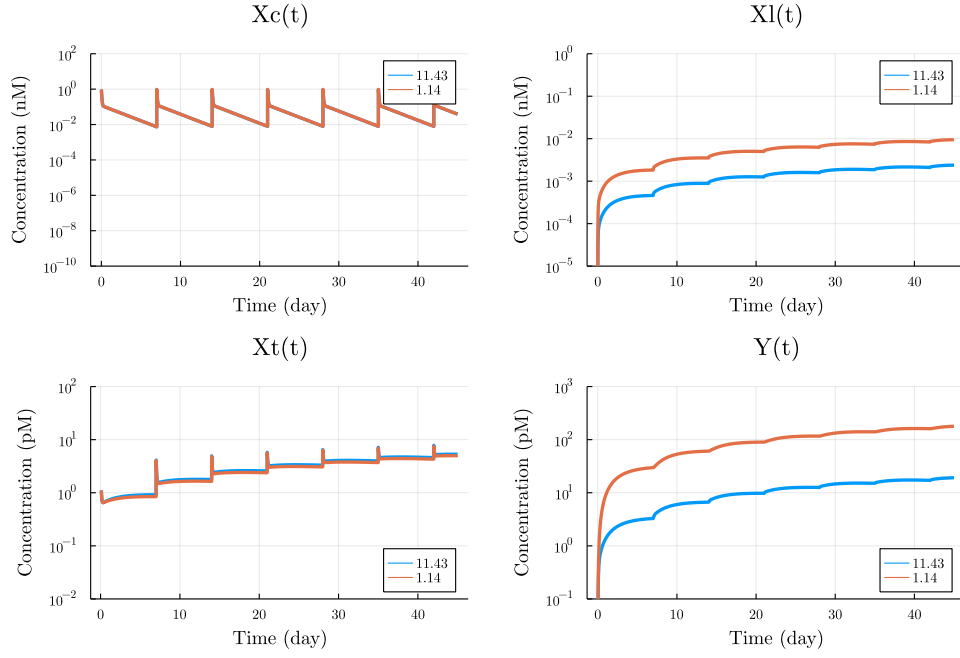 Xc(t)
Concentration (nM)
10^2
10^0
10^-2
10^-4
10^-6
10^-8
10^-10
0 10 20 30 40
Time (day)
11.43
1.14
Xl(t)
Concentration (nM)
10^0
10^-1
10^-2
10^-3
10^-4
10^-5
0 10 20 30 40
Time (day)
11.43
1.14
Xt(t)
Concentration (pM)
10^2
10^1
10^0
10^-1
10^-2
0 10 20 30 40
Time (day)
11.43
1.14
Y(t)
Concentration (pM)
10^3
10^2
10^1
10^0
10^-1
0 10 20 30 40
Time (day)
11.43
1.14